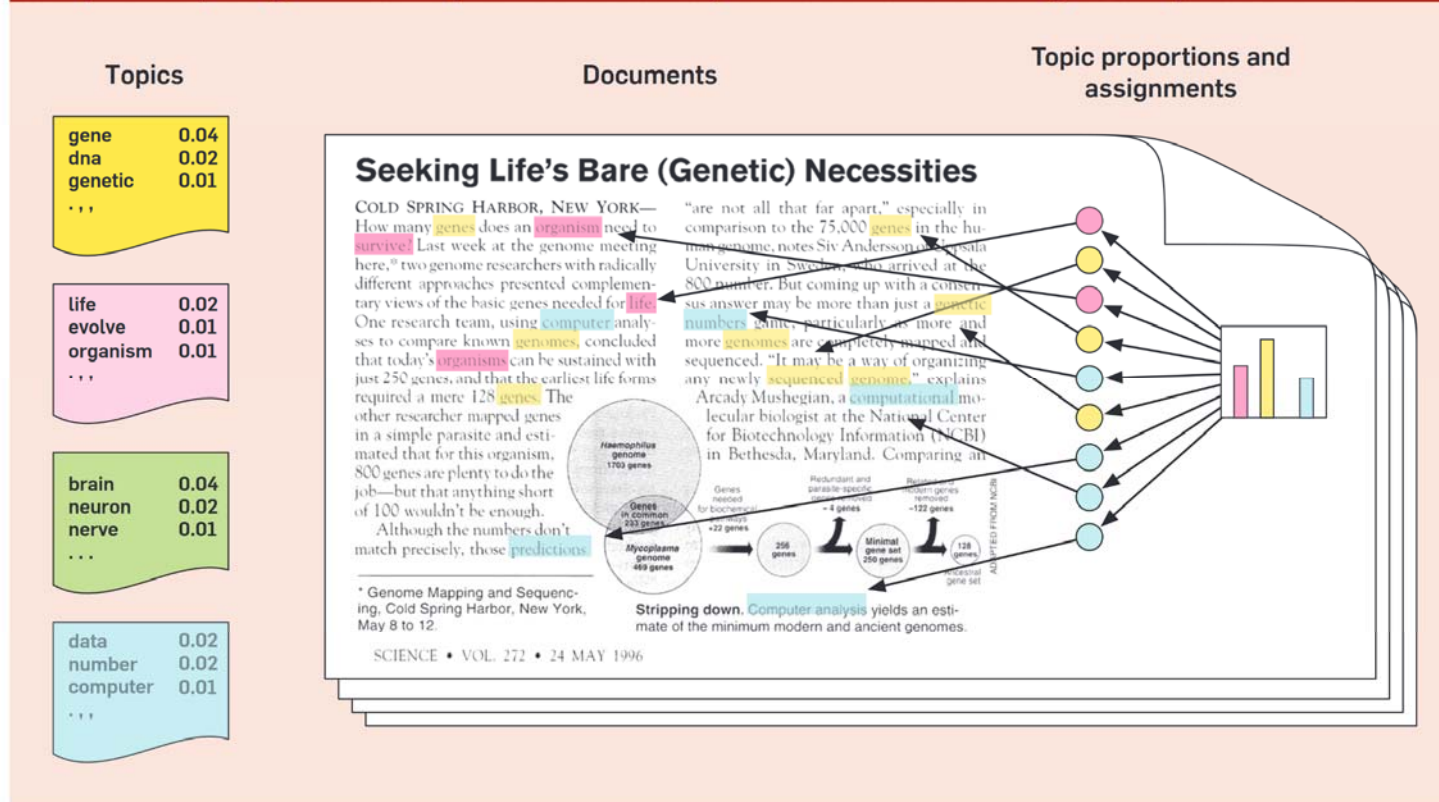 Topics
Documents
Topic proportions and
assignments
gene 0.04
dna 0.02
genetic 0.01
. , ,
life 0.02
evolve 0.01
organism 0.01
. , ,
brain 0.04
neuron 0.02
nerve 0.01
. . .
data 0.02
number 0.02
computer 0.01
. , ,
Seeking Life's Bare (Genetic) Necessities
COLD SPRING HARBOR, NEW YORK—
How many genes does an organism need to
survive? Last week at the genome meeting
here,* two genome researchers with radically
different approaches presented complemen-
tary views of the basic genes needed for life.
One research team, using computer analy-
ses to compare known genomes, concluded
that today's organisms can be sustained with
just 250 genes, and that the earliest life forms
required a mere 128 genes. The
other researcher mapped genes
in a simple parasite and esti-
mated that for this organism,
800 genes are plenty to do the
job—but that anything short
of 100 wouldn't be enough.
Although the numbers don't
match precisely, those predictions
* Genome Mapping and Sequenc-
ing, Cold Spring Harbor, New York,
May 8 to 12.
"are not all that far apart," especially in
comparison to the 75,000 genes in the hu-
man genome, notes Siv Andersson of Uppsala
University in Sweden, who arrived at the
800 number. But coming up with a consen-
sus answer may be more than just a genetic
numbers game, particularly as more and
more genomes are completely mapped and
sequenced. "It may be a way of organizing
any newly sequenced genome," explains
Arcady Mushegian, a computational mo-
lecular biologist at the National Center
for Biotechnology Information (NCBI)
in Bethesda, Maryland. Comparing an
Haemophilus
genome
1703 genes
Genes
in common
233 genes
Mycoplasma
genome
469 genes
Genes
needed
for biochemical
pathways
+22 genes
256
genes
Redundant and
parasite-specific
genes removed
– 4 genes
Minimal
gene set
250 genes
Related and
modern genes
removed
–122 genes
128
genes
Ancestral
gene set
ADAPTED FROM NCBI
Stripping down. Computer analysis yields an esti-
mate of the minimum modern and ancient genomes.
SCIENCE • VOL. 272 • 24 MAY 1996